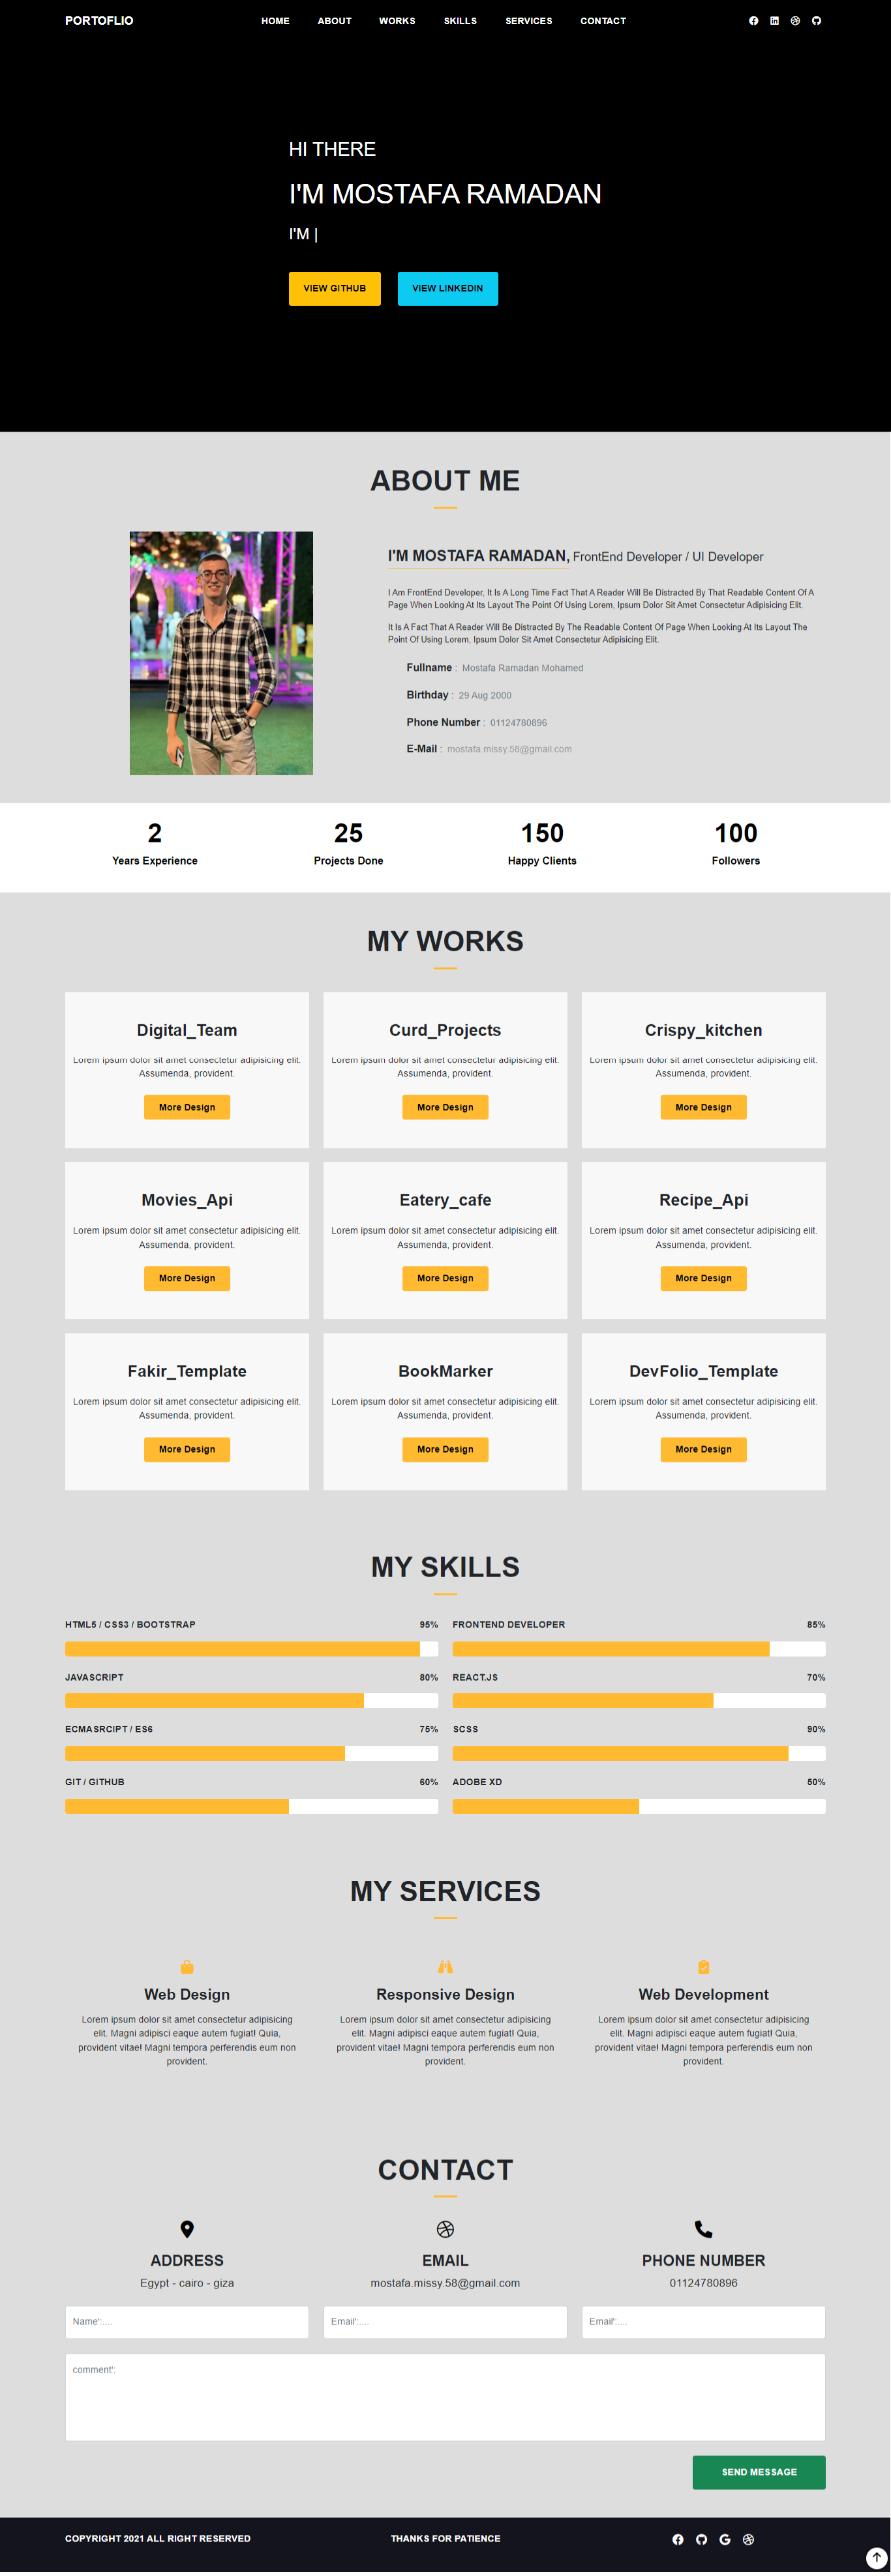 PORTOFLIO HOME ABOUT WORKS SKILLS SERVICES CONTACT
HI THERE
I'M MOSTAFA RAMADAN
I'M |
VIEW GITHUB VIEW LINKEDIN
ABOUT ME
I'M MOSTAFA RAMADAN, FrontEnd Developer / UI Developer
I Am FrontEnd Developer, It Is A Long Time Fact That A Reader Will Be Distracted By That Readable Content Of A
Page When Looking At Its Layout The Point Of Using Lorem, Ipsum Dolor Sit Amet Consectetur Adipisicing Elit.
It Is A Fact That A Reader Will Be Distracted By The Readable Content Of Page When Looking At Its Layout The
Point Of Using Lorem, Ipsum Dolor Sit Amet Consectetur Adipisicing Elit.
Fullname : Mostafa Ramadan Mohamed
Birthday : 29 Aug 2000
Phone Number : 01124780896
E-Mail : mostafa.missy.58@gmail.com
2 25 150 100
Years Experience Projects Done Happy Clients Followers
MY WORKS
Digital_Team Curd_Projects Crispy_kitchen
Lorem ipsum dolor sit amet consectetur adipisicing elit. Lorem ipsum dolor sit amet consectetur adipisicing elit. Lorem ipsum dolor sit amet consectetur adipisicing elit.
Assumenda, provident. Assumenda, provident. Assumenda, provident.
More Design More Design More Design
Movies_Api Eatery_cafe Recipe_Api
Lorem ipsum dolor sit amet consectetur adipisicing elit. Lorem ipsum dolor sit amet consectetur adipisicing elit. Lorem ipsum dolor sit amet consectetur adipisicing elit.
Assumenda, provident. Assumenda, provident. Assumenda, provident.
More Design More Design More Design
Fakir_Template BookMarker DevFolio_Template
Lorem ipsum dolor sit amet consectetur adipisicing elit. Lorem ipsum dolor sit amet consectetur adipisicing elit. Lorem ipsum dolor sit amet consectetur adipisicing elit.
Assumenda, provident. Assumenda, provident. Assumenda, provident.
More Design More Design More Design
MY SKILLS
HTML5 / CSS3 / BOOTSTRAP 95% FRONTEND DEVELOPER 85%
JAVASCRIPT 80% REACT.JS 70%
ECMASRCIPT / ES6 75% SCSS 90%
GIT / GITHUB 60% ADOBE XD 50%
MY SERVICES
Web Design Responsive Design Web Development
Lorem ipsum dolor sit amet consectetur adipisicing Lorem ipsum dolor sit amet consectetur adipisicing Lorem ipsum dolor sit amet consectetur adipisicing
elit. Magni adipisci eaque autem fugiat! Quia, elit. Magni adipisci eaque autem fugiat! Quia, elit. Magni adipisci eaque autem fugiat! Quia,
provident vitae! Magni tempora perferendis eum non provident vitae! Magni tempora perferendis eum non provident vitae! Magni tempora perferendis eum non
provident. provident. provident.
CONTACT
ADDRESS EMAIL PHONE NUMBER
Egypt - cairo - giza mostafa.missy.58@gmail.com 01124780896
Name':.... Email':.... Email':....
comment':
SEND MESSAGE
COPYRIGHT 2021 ALL RIGHT RESERVED THANKS FOR PATIENCE